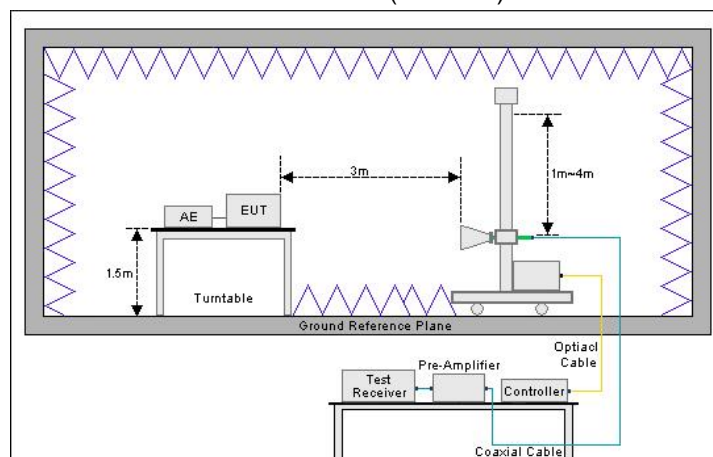 3m
1m~4m
AE
EUT
1.5m
Turntable
Ground Reference Plane
Optiacl
Cable
Pre-Amplifier
Test
Receiver
Controller
Coaxial Cable